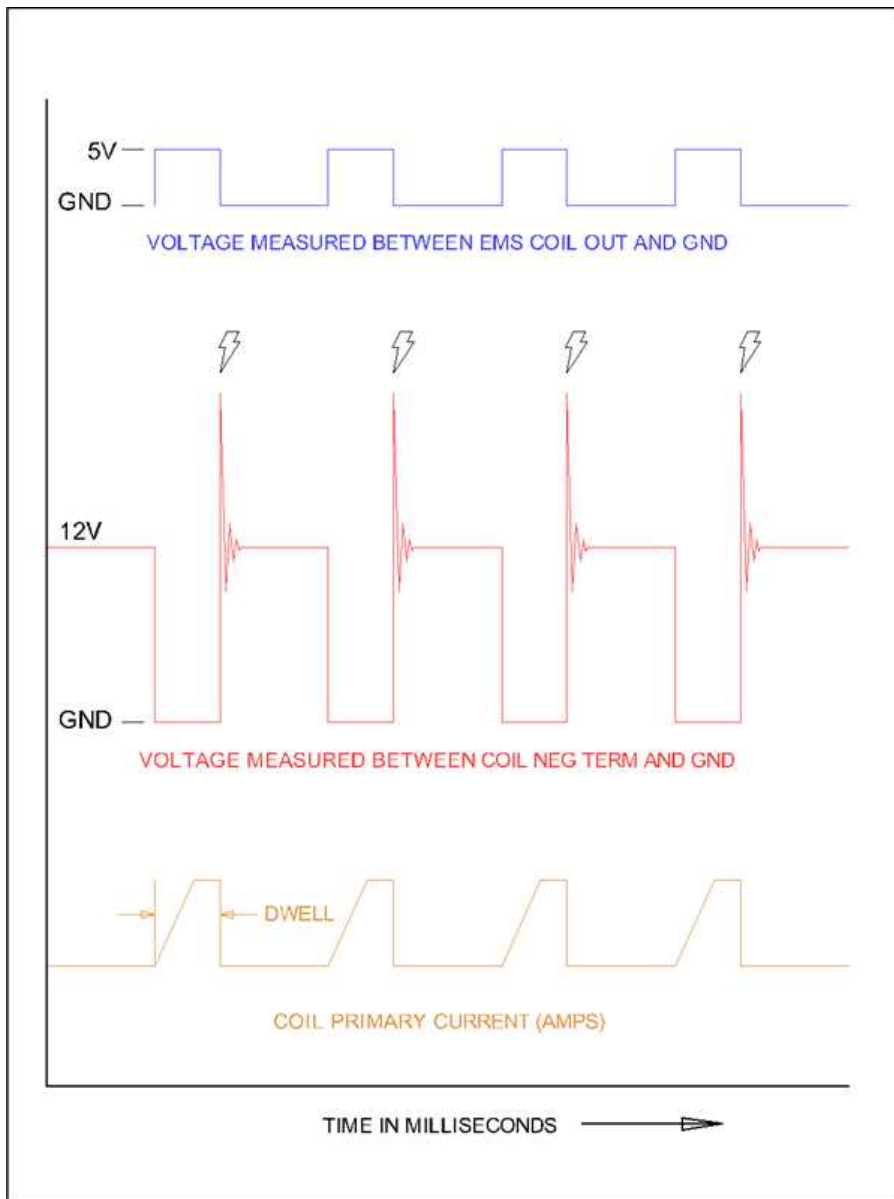 5V
GND
VOLTAGE MEASURED BETWEEN EMS COIL OUT AND GND
12V
GND
VOLTAGE MEASURED BETWEEN COIL NEG TERM AND GND
DWELL
COIL PRIMARY CURRENT (AMPS)
TIME IN MILLISECONDS